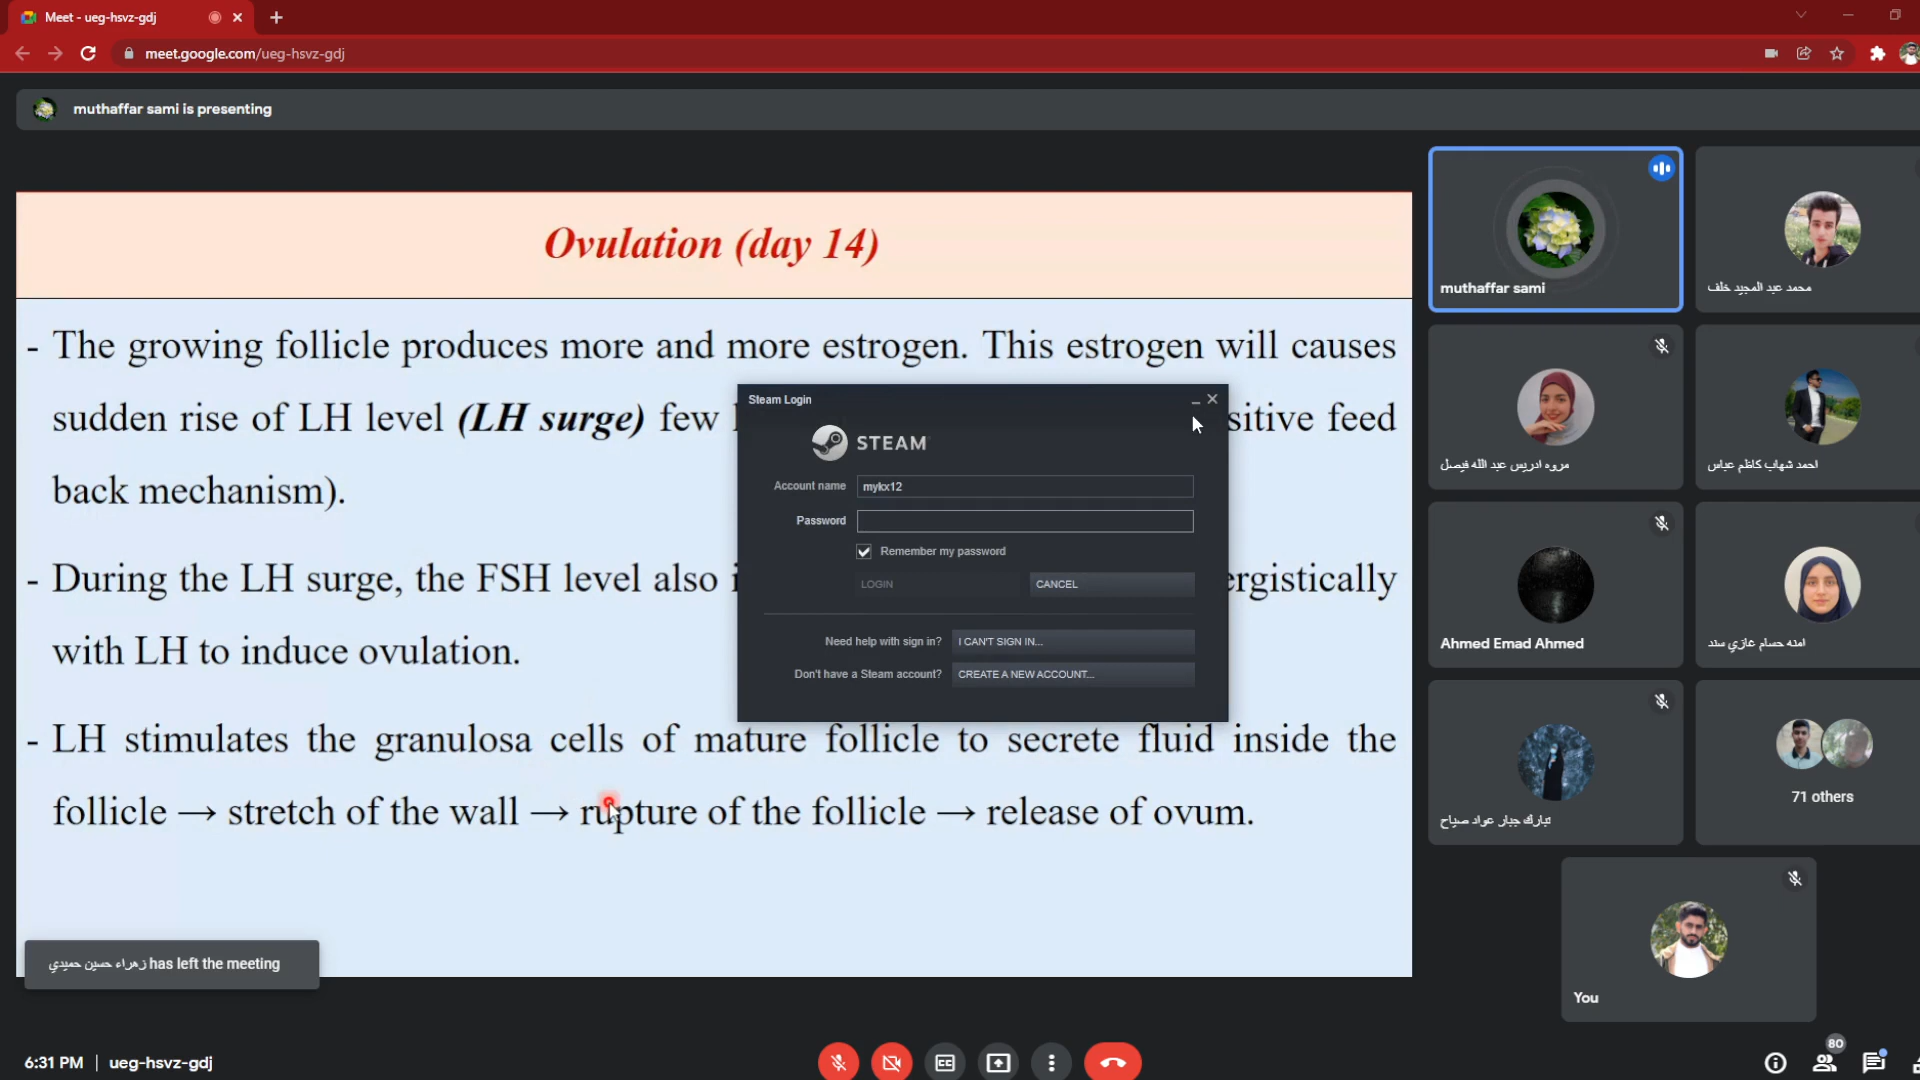 Meet - ueg-hsvz-gdj
meet.google.com/ueg-hsvz-gdj
muthaffar sami is presenting
Ovulation (day 14)
- The growing follicle produces more and more estrogen. This estrogen will causes
sudden rise of LH level (LH surge) few
sitive feed
back mechanism).
- During the LH surge, the FSH level also
ergistically
with LH to induce ovulation.
- LH stimulates the granulosa cells of mature follicle to secrete fluid inside the
follicle → stretch of the wall → rupture of the follicle → release of ovum.
Steam Login
STEAM
Account name mykx12
Password
Remember my password
LOGIN CANCEL
Need help with sign in? I CAN'T SIGN IN...
Don't have a Steam account? CREATE A NEW ACCOUNT...
muthaffar sami
محمد عبد المجيد خلف
مروه ادريس عبد الله فيصل
احمد شهاب كاظم عباس
Ahmed Emad Ahmed
امنه حسام غازي سند
تبارك جبار عواد صباح
71 others
You
زهراء حسين حميدي has left the meeting
6:31 PM | ueg-hsvz-gdj
80